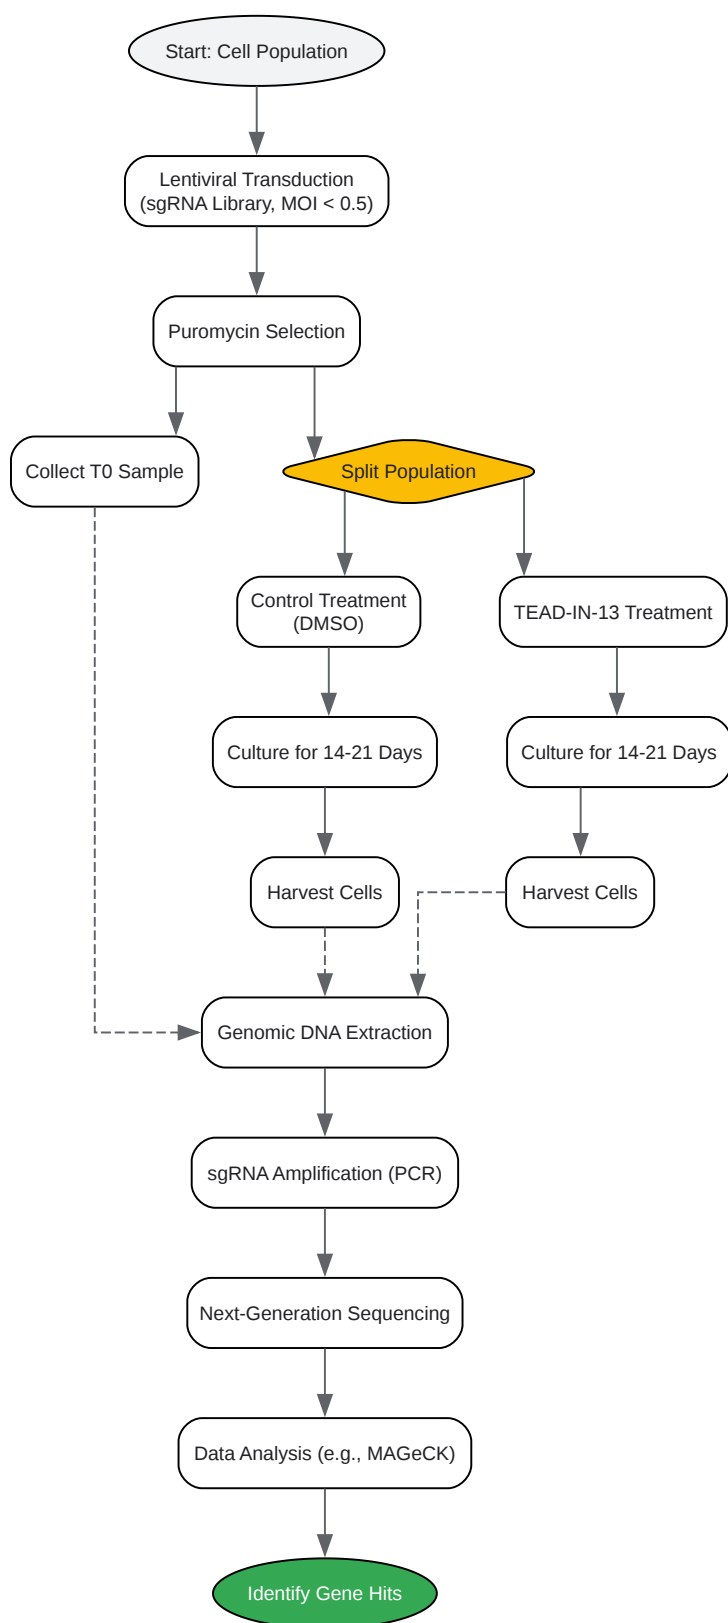 Start: Cell Population
Lentiviral Transduction
(sgRNA Library, MOI < 0.5)
Puromycin Selection
Collect T0 Sample
Split Population
Control Treatment
(DMSO)
TEAD-IN-13 Treatment
Culture for 14-21 Days
Culture for 14-21 Days
Harvest Cells
Harvest Cells
Genomic DNA Extraction
sgRNA Amplification (PCR)
Next-Generation Sequencing
Data Analysis (e.g., MAGeCK)
Identify Gene Hits